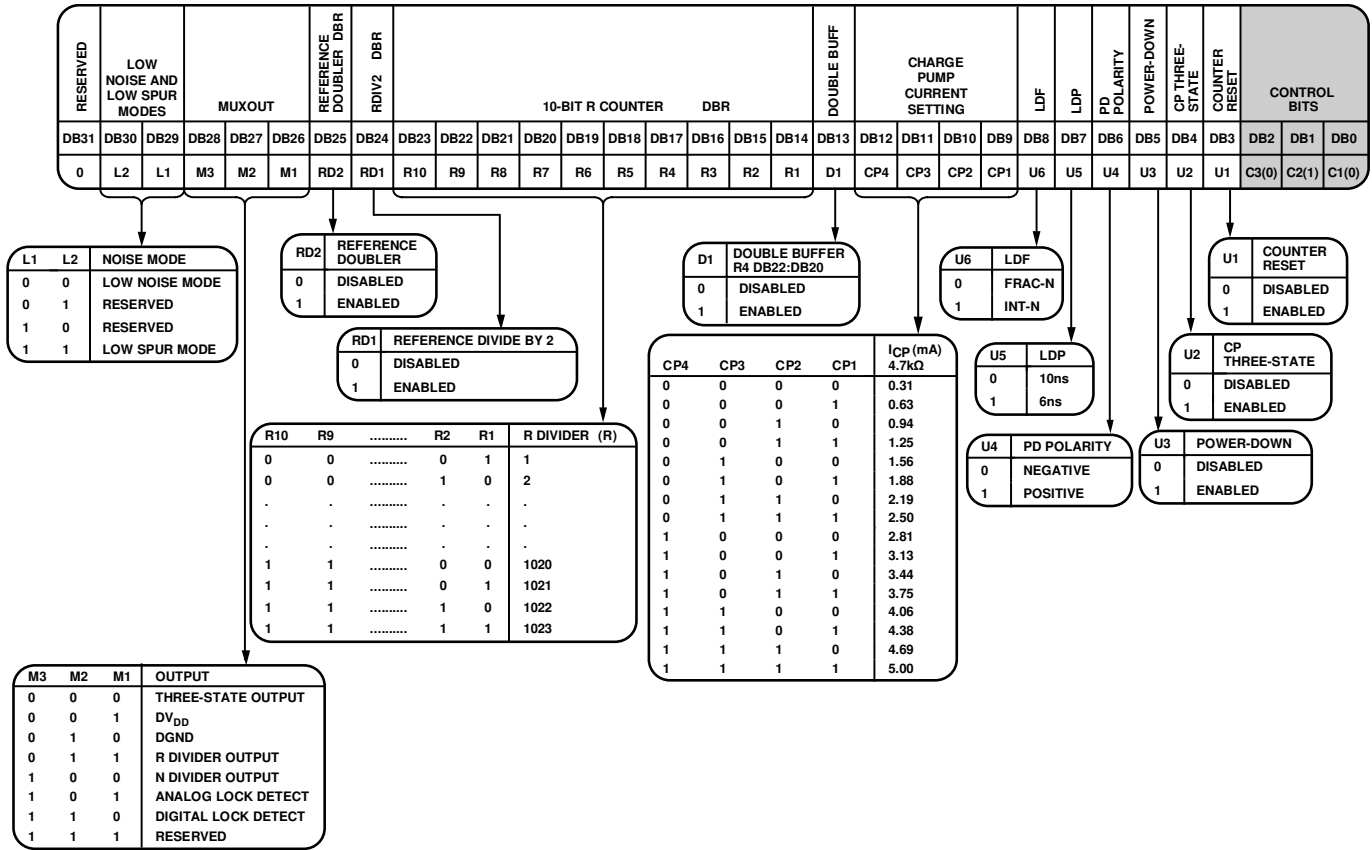 RESERVED
LOW NOISE AND LOW SPUR MODES
MUXOUT
REFERENCE DOUBLER DBR
RDIV2 DBR
10-BIT R COUNTER DBR
DOUBLE BUFF
CHARGE PUMP CURRENT SETTING
LDF
LDP
PD POLARITY
POWER-DOWN
CP THREE-STATE
COUNTER RESET
CONTROL BITS
DB31 DB30 DB29 DB28 DB27 DB26 DB25 DB24 DB23 DB22 DB21 DB20 DB19 DB18 DB17 DB16 DB15 DB14 DB13 DB12 DB11 DB10 DB9 DB8 DB7 DB6 DB5 DB4 DB3 DB2 DB1 DB0
0 L2 L1 M3 M2 M1 RD2 RD1 R10 R9 R8 R7 R6 R5 R4 R3 R2 R1 D1 CP4 CP3 CP2 CP1 U6 U5 U4 U3 U2 U1 C3(0) C2(1) C1(0)
L1 L2 NOISE MODE
0 0 LOW NOISE MODE
0 1 RESERVED
1 0 RESERVED
1 1 LOW SPUR MODE
RD2 REFERENCE DOUBLER
0 DISABLED
1 ENABLED
RD1 REFERENCE DIVIDE BY 2
0 DISABLED
1 ENABLED
R10 R9 .......... R2 R1 R DIVIDER (R)
0 0 .......... 0 1 1
0 0 .......... 1 0 2
. . .......... . . .
. . .......... . . .
. . .......... . . .
1 1 .......... 0 0 1020
1 1 .......... 0 1 1021
1 1 .......... 1 0 1022
1 1 .......... 1 1 1023
D1 DOUBLE BUFFER R4 DB22:DB20
0 DISABLED
1 ENABLED
CP4 CP3 CP2 CP1 ICP (mA) 4.7kΩ
0 0 0 0 0.31
0 0 0 1 0.63
0 0 1 0 0.94
0 0 1 1 1.25
0 1 0 0 1.56
0 1 0 1 1.88
0 1 1 0 2.19
0 1 1 1 2.50
1 0 0 0 2.81
1 0 0 1 3.13
1 0 1 0 3.44
1 0 1 1 3.75
1 1 0 0 4.06
1 1 0 1 4.38
1 1 1 0 4.69
1 1 1 1 5.00
U6 LDF
0 FRAC-N
1 INT-N
U5 LDP
0 10ns
1 6ns
U4 PD POLARITY
0 NEGATIVE
1 POSITIVE
U3 POWER-DOWN
0 DISABLED
1 ENABLED
U2 CP THREE-STATE
0 DISABLED
1 ENABLED
U1 COUNTER RESET
0 DISABLED
1 ENABLED
M3 M2 M1 OUTPUT
0 0 0 THREE-STATE OUTPUT
0 0 1 DVDD
0 1 0 DGND
0 1 1 R DIVIDER OUTPUT
1 0 0 N DIVIDER OUTPUT
1 0 1 ANALOG LOCK DETECT
1 1 0 DIGITAL LOCK DETECT
1 1 1 RESERVED